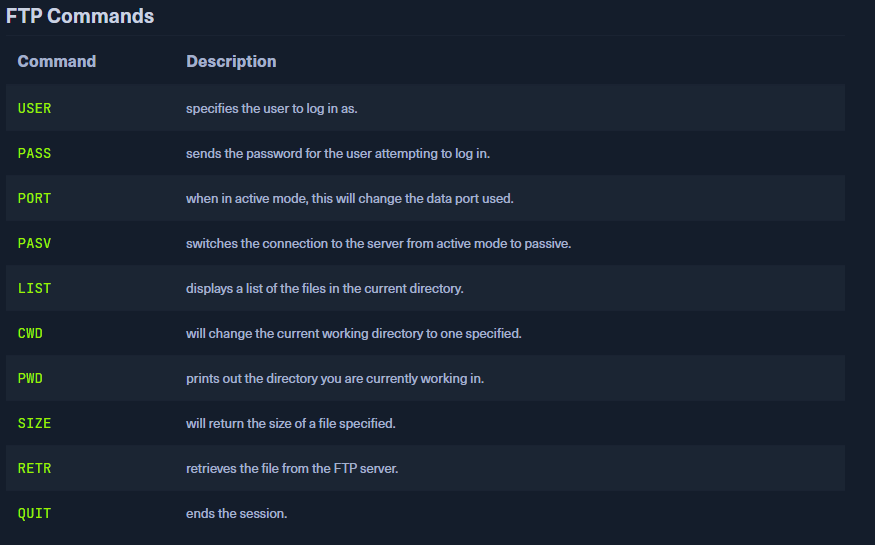 FTP Commands
Command Description
USER specifies the user to log in as.
PASS sends the password for the user attempting to log in.
PORT when in active mode, this will change the data port used.
PASV switches the connection to the server from active mode to passive.
LIST displays a list of the files in the current directory.
CWD will change the current working directory to one specified.
PWD prints out the directory you are currently working in.
SIZE will return the size of a file specified.
RETR retrieves the file from the FTP server.
QUIT ends the session.